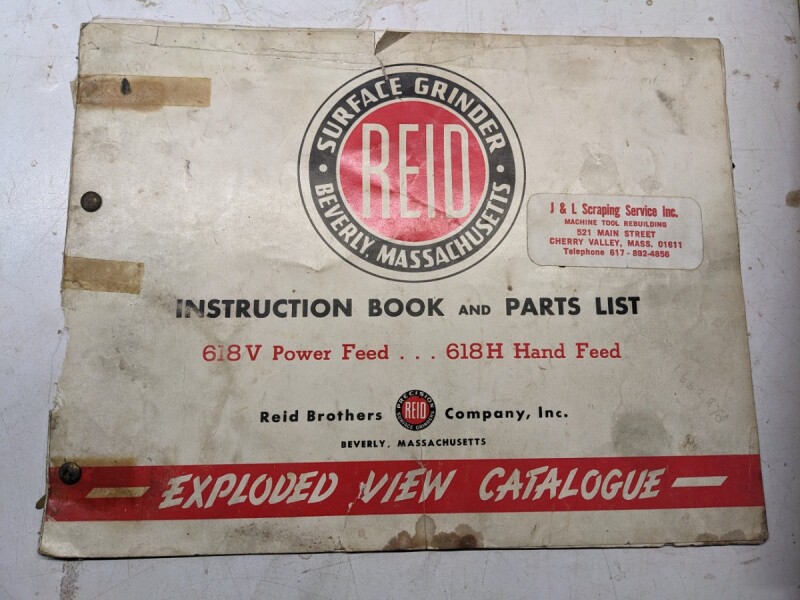 SURFACE GRINDER
REID
BEVERLY, MASSACHUSETTS
J & L Scraping Service Inc.
MACHINE TOOL REBUILDING
521 MAIN STREET
CHERRY VALLEY, MASS. 01611
Telephone 617-892-4856
INSTRUCTION BOOK AND PARTS LIST
618V Power Feed . . . 618H Hand Feed
Reid Brothers Company, Inc.
PRECISION
REID
SURFACE GRINDERS
BEVERLY, MASSACHUSETTS
EXPLODED VIEW CATALOGUE